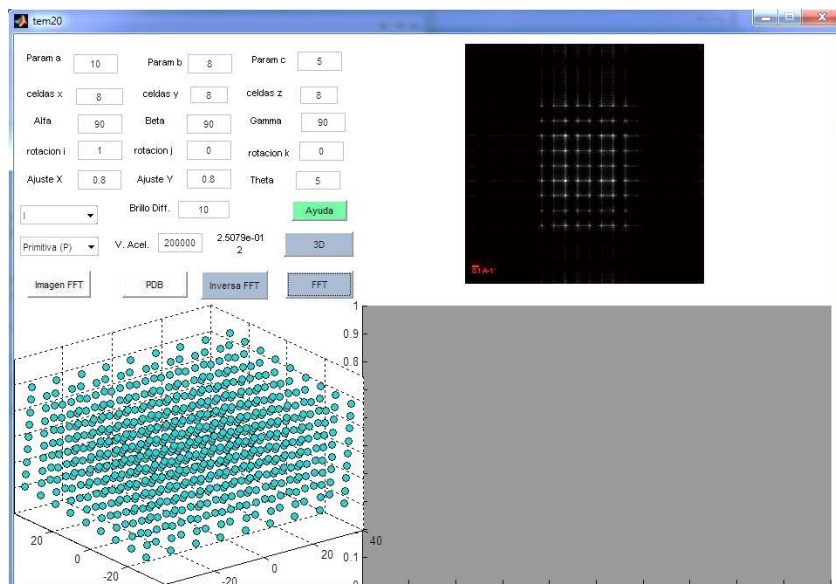 tem20
Param a 10 Param b 8 Param c 5
celdas x 8 celdas y 8 celdas z 8
Alfa 90 Beta 90 Gamma 90
rotacion i 1 rotacion j 0 rotacion k 0
Ajuste X 0.8 Ajuste Y 0.8 Theta 5
I Brillo Diff. 10 Ayuda
Primitiva (P) V. Acel. 200000 2.5079e-01 3D
2
Imagen FFT PDB Inversa FFT FFT
0.1 A-1
1
0.9
0.8
0.1
0
20
0
-20
-20
0
20
40